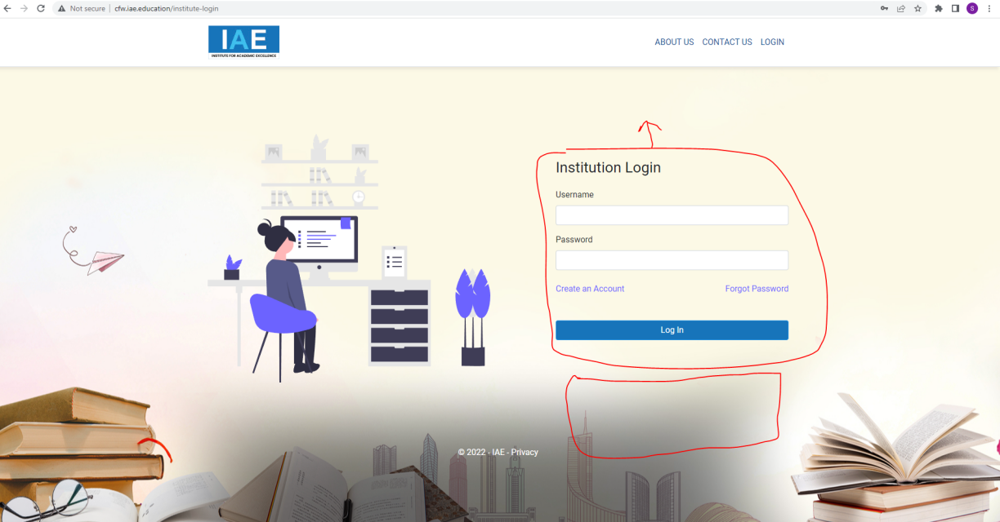 Not secure | cfw.iae.education/institute-login
S
IAE
INSTITUTE FOR ACADEMIC EXCELLENCE
ABOUT US CONTACT US LOGIN
Institution Login
Username
Password
Create an Account Forgot Password
Log In
© 2022 - IAE - Privacy